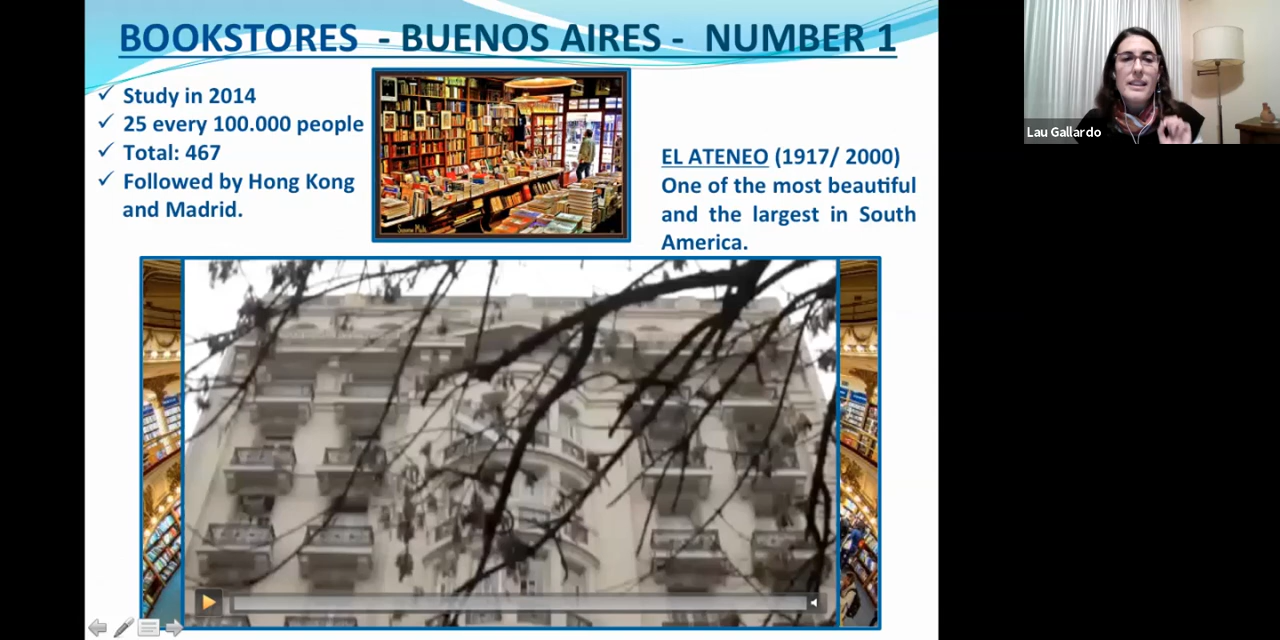 BOOKSTORES - BUENOS AIRES - NUMBER 1
✓ Study in 2014
✓ 25 every 100.000 people
✓ Total: 467
✓ Followed by Hong Kong
and Madrid.
EL ATENEO (1917/ 2000)
One of the most beautiful
and the largest in South
America.
Lau Gallardo